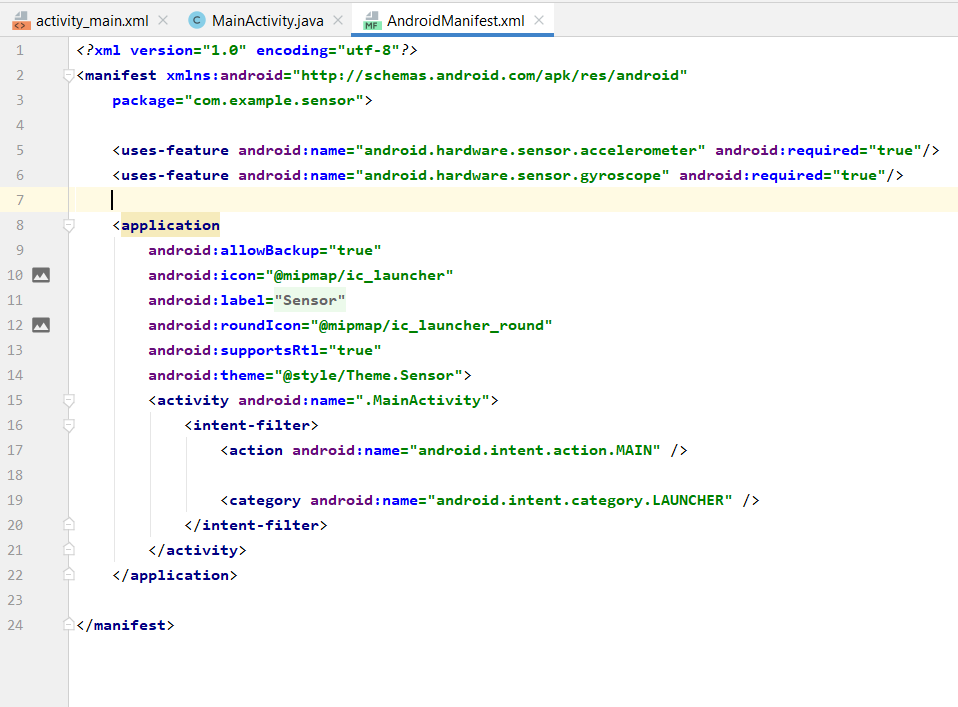 activity_main.xml MainActivity.java AndroidManifest.xml
1 <?xml version="1.0" encoding="utf-8"?>
2 <manifest xmlns:android="http://schemas.android.com/apk/res/android"
3 package="com.example.sensor">
4
5 <uses-feature android:name="android.hardware.sensor.accelerometer" android:required="true"/>
6 <uses-feature android:name="android.hardware.sensor.gyroscope" android:required="true"/>
7
8 <application
9 android:allowBackup="true"
10 android:icon="@mipmap/ic_launcher"
11 android:label="Sensor"
12 android:roundIcon="@mipmap/ic_launcher_round"
13 android:supportsRtl="true"
14 android:theme="@style/Theme.Sensor">
15 <activity android:name=".MainActivity">
16 <intent-filter>
17 <action android:name="android.intent.action.MAIN" />
18
19 <category android:name="android.intent.category.LAUNCHER" />
20 </intent-filter>
21 </activity>
22 </application>
23
24 </manifest>